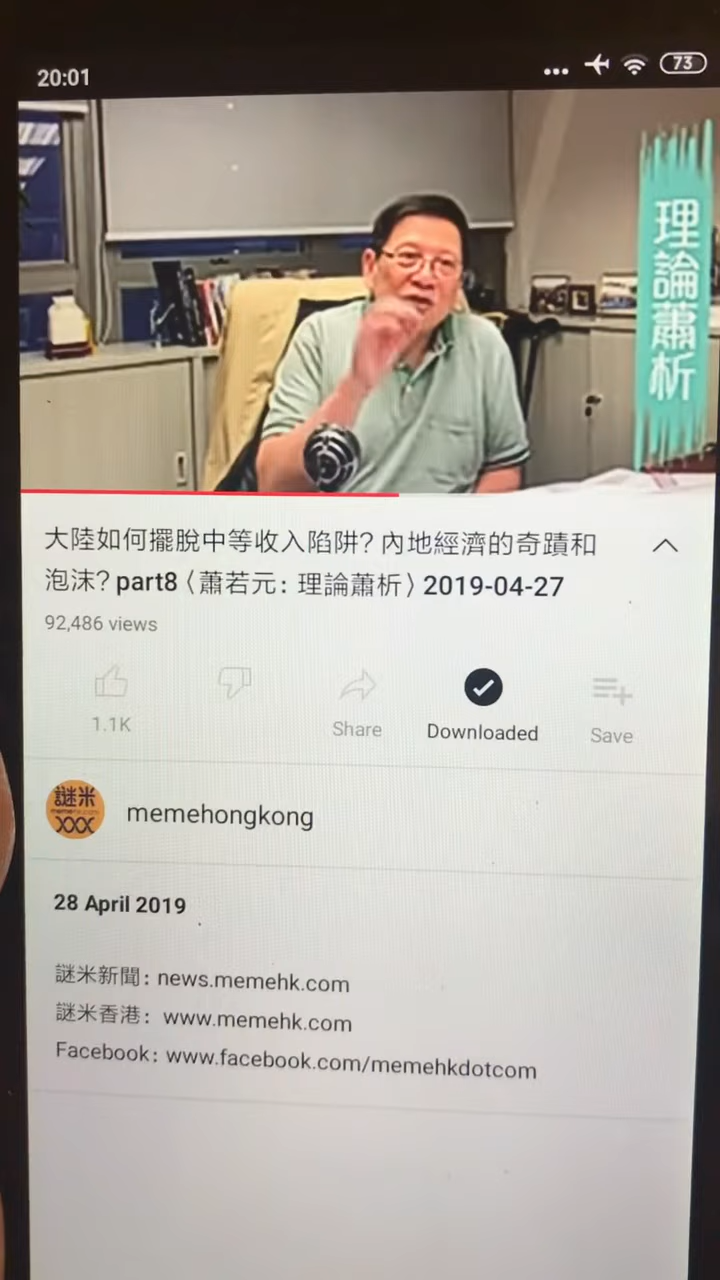 20:01
73
理論蕭析
大陸如何擺脫中等收入陷阱? 內地經濟的奇蹟和
泡沫? part8〈蕭若元：理論蕭析〉2019-04-27
92,486 views
1.1K
Share
Downloaded
Save
謎米
memehongkong
28 April 2019
謎米新聞：news.memehk.com
謎米香港：www.memehk.com
Facebook：www.facebook.com/memehkdotcom